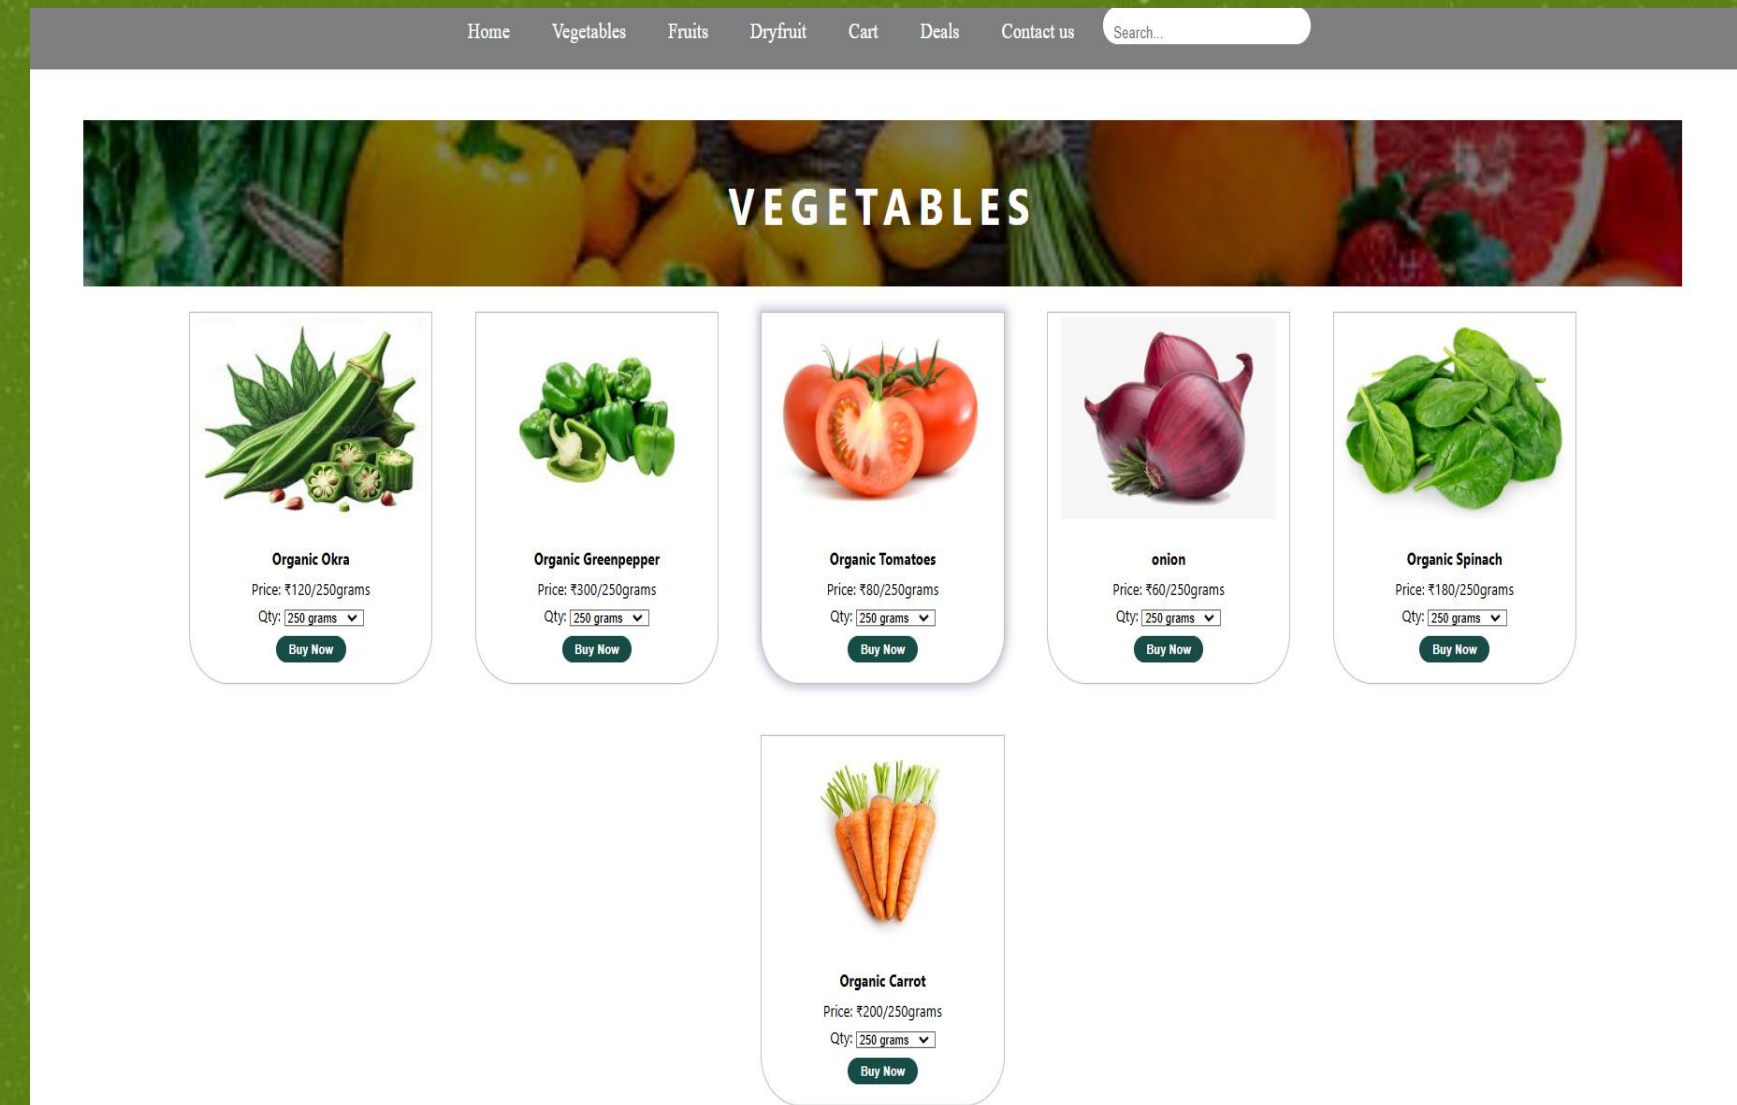 Home Vegetables Fruits Dryfruit Cart Deals Contact us Search...
VEGETABLES
Organic Okra
Price: ₹120/250grams
Qty: 250 grams
Buy Now
Organic Greenpepper
Price: ₹300/250grams
Qty: 250 grams
Buy Now
Organic Tomatoes
Price: ₹80/250grams
Qty: 250 grams
Buy Now
onion
Price: ₹60/250grams
Qty: 250 grams
Buy Now
Organic Spinach
Price: ₹180/250grams
Qty: 250 grams
Buy Now
Organic Carrot
Price: ₹200/250grams
Qty: 250 grams
Buy Now